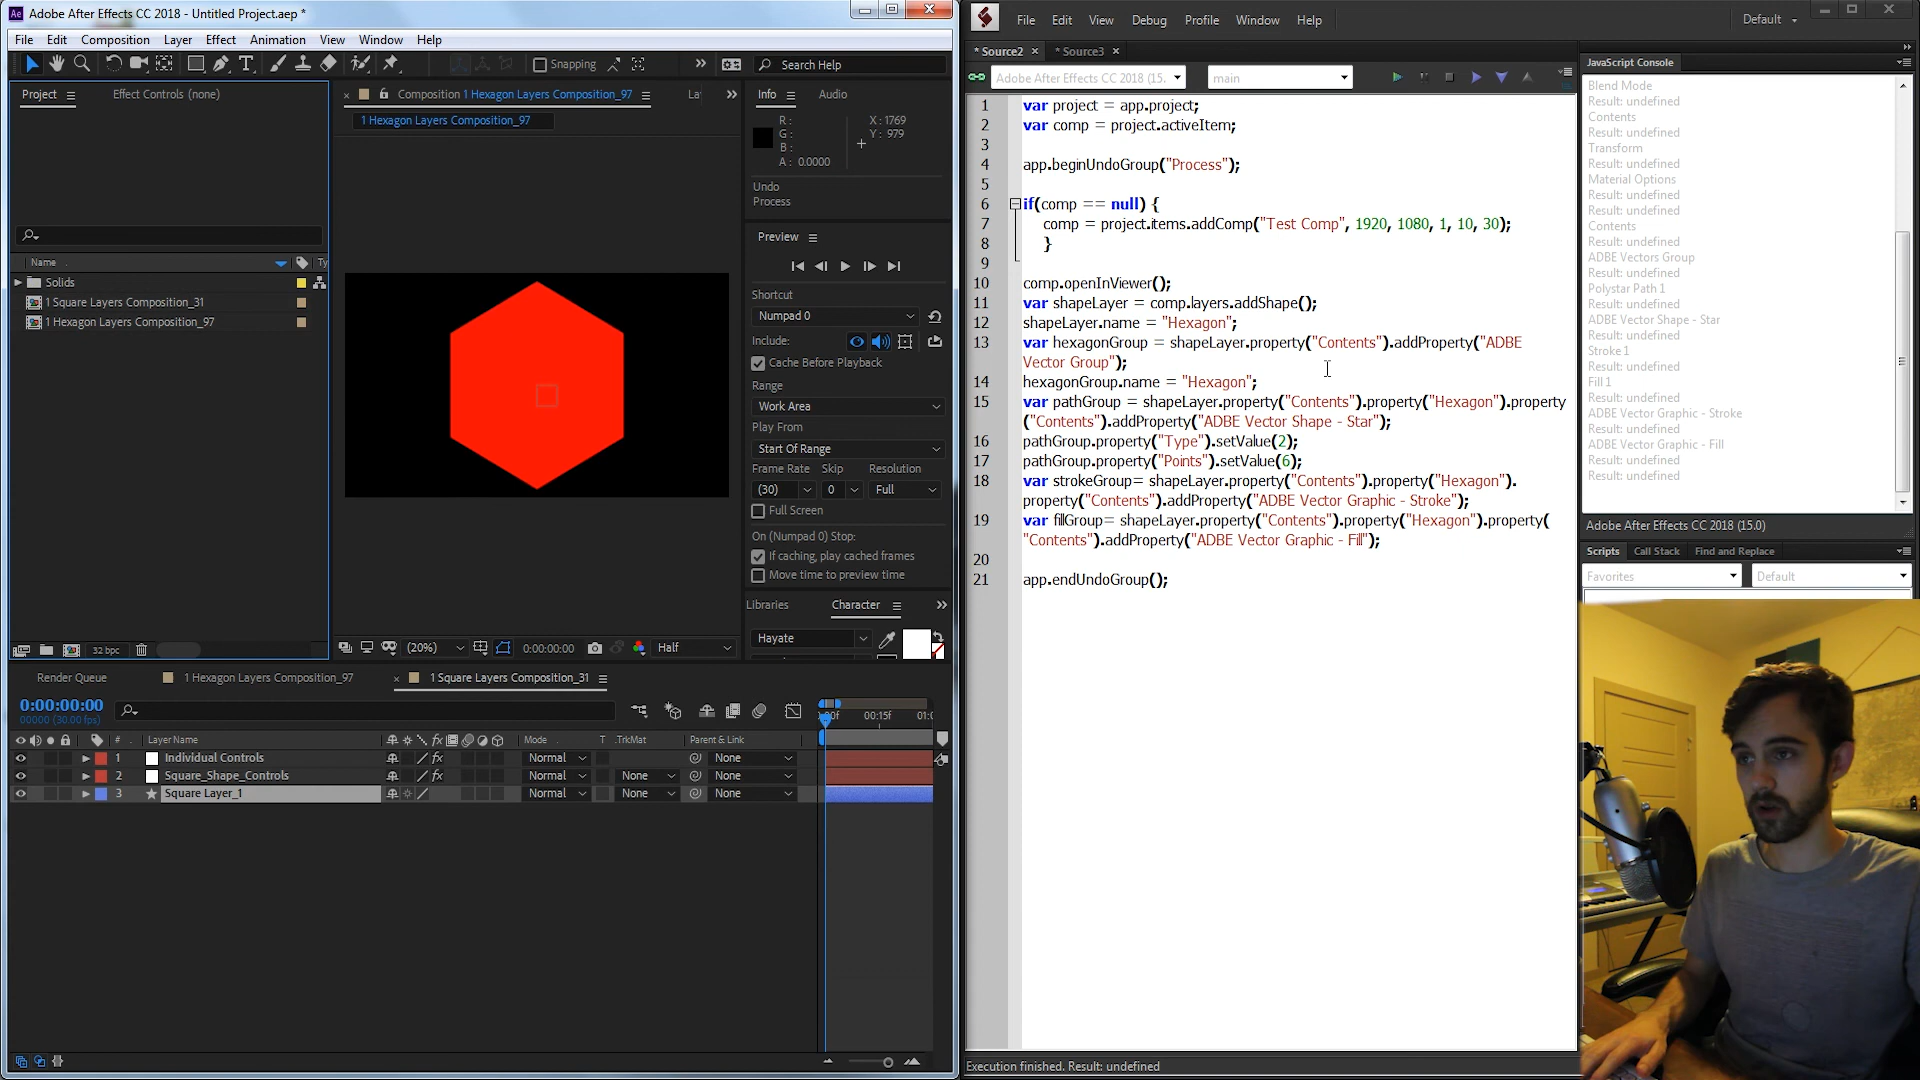 Adobe After Effects CC 2018 - Untitled Project.aep *
File Edit Composition Layer Effect Animation View Window Help
Snapping
Search Help
Project
Effect Controls (none)
Name
Solids
1 Square Layers Composition_31
1 Hexagon Layers Composition_97
32 bpc
Composition 1 Hexagon Layers Composition_97
1 Hexagon Layers Composition_97
(20%)
0:00:00:00
Half
Info
Audio
R :
G :
B :
A : 0.0000
X : 1769
Y : 979
Undo
Process
Preview
Shortcut
Numpad 0
Include:
Cache Before Playback
Range
Work Area
Play From
Start Of Range
Frame Rate Skip Resolution
(30) 0 Full
Full Screen
On (Numpad 0) Stop:
If caching, play cached frames
Move time to preview time
Libraries
Character
Hayate
Render Queue
1 Hexagon Layers Composition_97
1 Square Layers Composition_31
0:00:00:00
00000 (30.00 fps)
00:15f
# Layer Name
Mode T .TrkMat Parent & Link
1 Individual Controls Normal None
2 Square_Shape_Controls Normal None None
3 Square Layer_1 Normal None None
File Edit View Debug Profile Window Help
Default
* Source2
* Source3
Adobe After Effects CC 2018 (15.
main
1 var project = app.project;
2 var comp = project.activeItem;
3
4 app.beginUndoGroup("Process");
5
6 if(comp == null) {
7 comp = project.items.addComp("Test Comp", 1920, 1080, 1, 10, 30);
8 }
9
10 comp.openInViewer();
11 var shapeLayer = comp.layers.addShape();
12 shapeLayer.name = "Hexagon";
13 var hexagonGroup = shapeLayer.property("Contents").addProperty("ADBE
Vector Group");
14 hexagonGroup.name = "Hexagon";
15 var pathGroup = shapeLayer.property("Contents").property("Hexagon").property
("Contents").addProperty("ADBE Vector Shape - Star");
16 pathGroup.property("Type").setValue(2);
17 pathGroup.property("Points").setValue(6);
18 var strokeGroup= shapeLayer.property("Contents").property("Hexagon").
property("Contents").addProperty("ADBE Vector Graphic - Stroke");
19 var fillGroup= shapeLayer.property("Contents").property("Hexagon").property(
"Contents").addProperty("ADBE Vector Graphic - Fill");
20
21 app.endUndoGroup();
Execution finished. Result: undefined
JavaScript Console
Blend Mode
Result: undefined
Contents
Result: undefined
Transform
Result: undefined
Material Options
Result: undefined
Result: undefined
Contents
Result: undefined
ADBE Vectors Group
Result: undefined
Polystar Path 1
Result: undefined
ADBE Vector Shape - Star
Result: undefined
Stroke 1
Result: undefined
Fill 1
Result: undefined
ADBE Vector Graphic - Stroke
Result: undefined
ADBE Vector Graphic - Fill
Result: undefined
Result: undefined
Adobe After Effects CC 2018 (15.0)
Scripts Call Stack Find and Replace
Favorites
Default